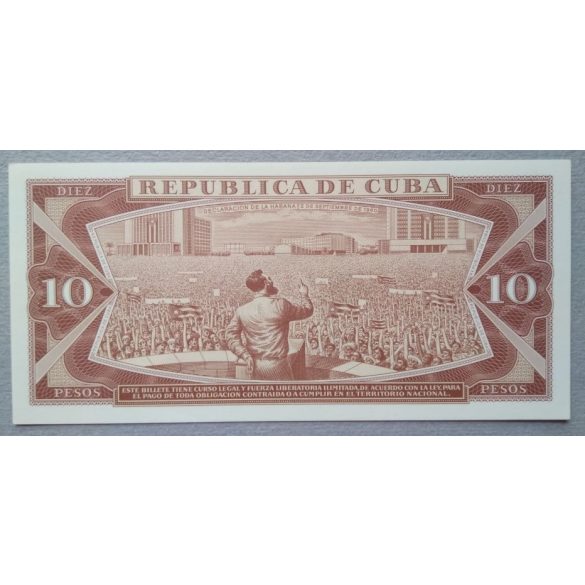 DIEZ
REPUBLICA DE CUBA
DIEZ
DECLARACION DE LA HABANA 2 DE SEPTIEMBRE DE 1960
10
10
PESOS
ESTE BILLETE TIENE CURSO LEGAL Y FUERZA LIBERATORIA ILIMITADA, DE ACUERDO CON LA LEY, PARA
EL PAGO DE TODA OBLIGACION CONTRAIDA O A CUMPLIR EN EL TERRITORIO NACIONAL.
PESOS